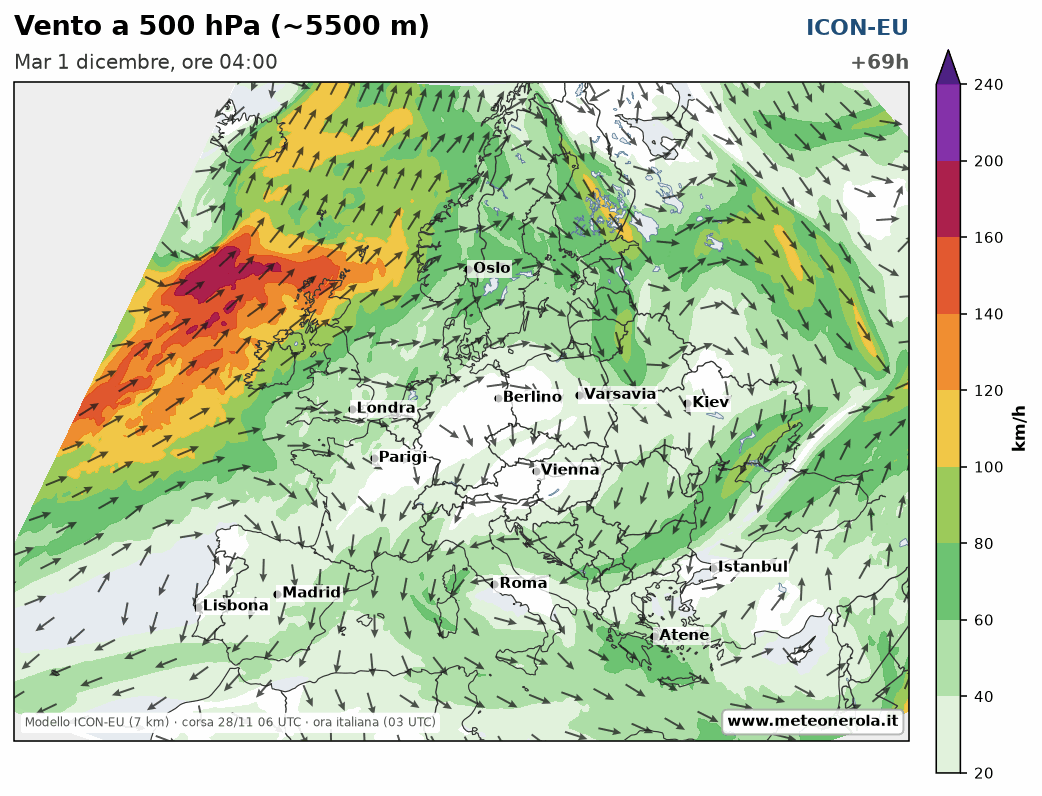 Vento a 500 hPa (~5500 m)
ICON-EU
Mar 1 dicembre, ore 04:00
+69h
240
200
160
140
120
100
80
60
40
20
km/h
Oslo
Berlino
Varsavia
Kiev
Londra
Parigi
Vienna
Istanbul
Roma
Madrid
Lisbona
Atene
Modello ICON-EU (7 km) · corsa 28/11 06 UTC · ora italiana (03 UTC)
www.meteonerola.it